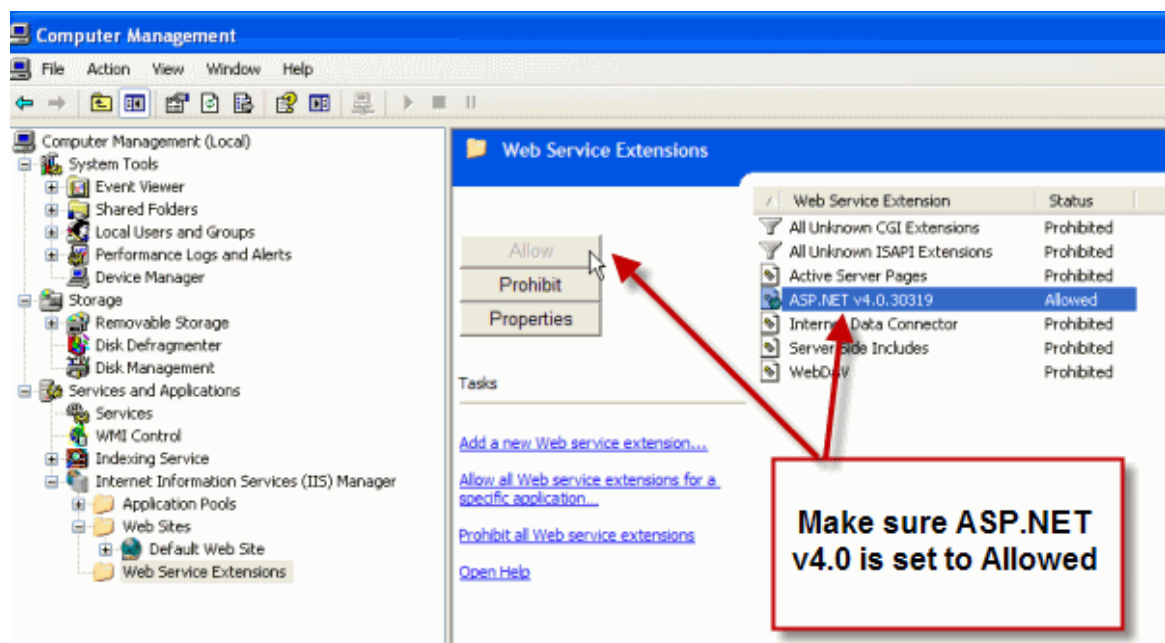 Computer Management
File Action View Window Help
Computer Management (Local)
System Tools
Event Viewer
Shared Folders
Local Users and Groups
Performance Logs and Alerts
Device Manager
Storage
Removable Storage
Disk Defragmenter
Disk Management
Services and Applications
Services
WMI Control
Indexing Service
Internet Information Services (IIS) Manager
Application Pools
Web Sites
Default Web Site
Web Service Extensions
Web Service Extensions
Allow
Prohibit
Properties
Tasks
Add a new Web service extension...
Allow all Web service extensions for a
specific application...
Prohibit all Web service extensions
Open Help
Web Service Extension Status
All Unknown CGI Extensions Prohibited
All Unknown ISAPI Extensions Prohibited
Active Server Pages Prohibited
ASP.NET v4.0.30319 Allowed
Internet Data Connector Prohibited
Server Side Includes Prohibited
WebDAV Prohibited
Make sure ASP.NET
v4.0 is set to Allowed